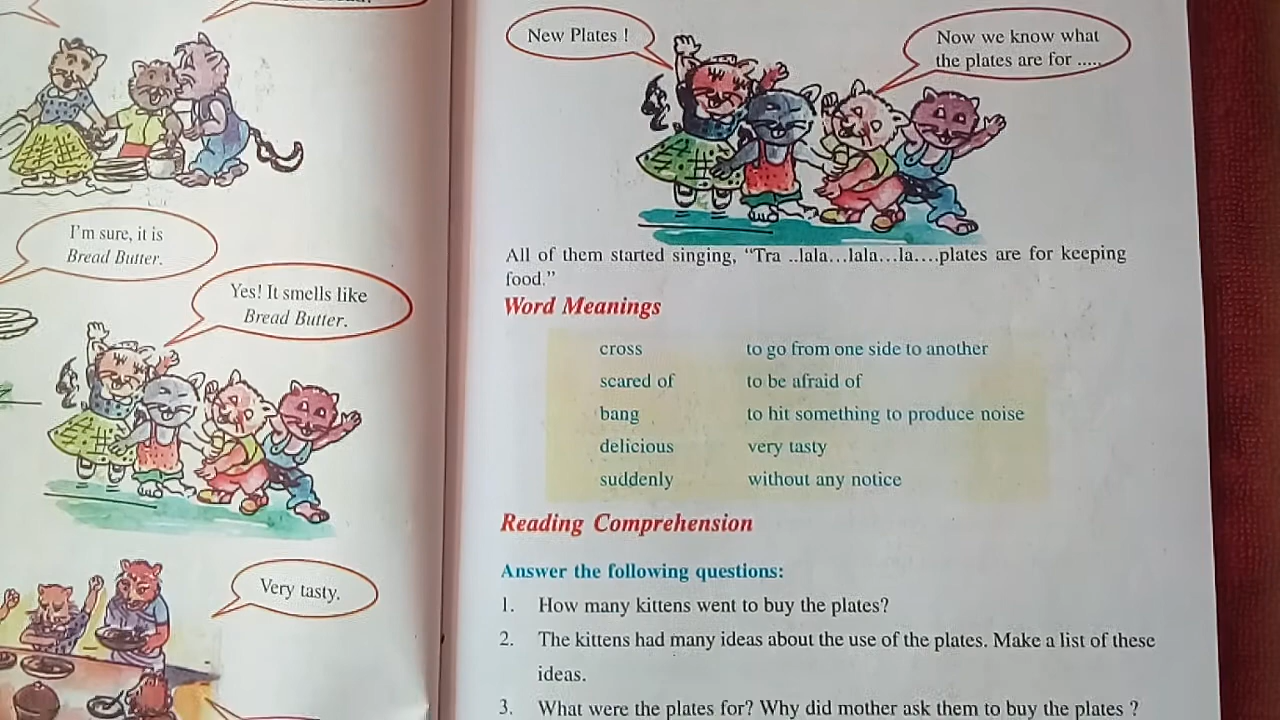 I'm sure, it is
Bread Butter.
Yes! It smells like
Bread Butter.
Very tasty.
New Plates !
Now we know what
the plates are for .....
All of them started singing, “Tra ..lala...lala...la....plates are for keeping
food.”
Word Meanings
cross to go from one side to another
scared of to be afraid of
bang to hit something to produce noise
delicious very tasty
suddenly without any notice
Reading Comprehension
Answer the following questions:
1. How many kittens went to buy the plates?
2. The kittens had many ideas about the use of the plates. Make a list of these
ideas.
3. What were the plates for? Why did mother ask them to buy the plates ?